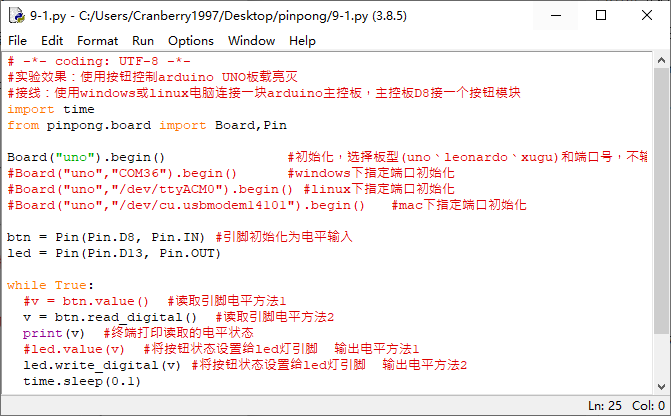 9-1.py - C:/Users/Cranberry1997/Desktop/pinpong/9-1.py (3.8.5)
File Edit Format Run Options Window Help
# -*- coding: UTF-8 -*-
#实验效果：使用按钮控制arduino UNO板载亮灭
#接线：使用windows或linux电脑连接一块arduino主控板，主控板D8接一个按钮模块
import time
from pinpong.board import Board,Pin
Board("uno").begin() #初始化，选择板型(uno、leonardo、xugu)和端口号，不输
#Board("uno","COM36").begin() #windows下指定端口初始化
#Board("uno","/dev/ttyACM0").begin() #linux下指定端口初始化
#Board("uno","/dev/cu.usbmodem14101").begin() #mac下指定端口初始化
btn = Pin(Pin.D8, Pin.IN) #引脚初始化为电平输入
led = Pin(Pin.D13, Pin.OUT)
while True:
  #v = btn.value() #读取引脚电平方法1
  v = btn.read_digital() #读取引脚电平方法2
  print(v) #终端打印读取的电平状态
  #led.value(v) #将按钮状态设置给led灯引脚 输出电平方法1
  led.write_digital(v) #将按钮状态设置给led灯引脚 输出电平方法2
  time.sleep(0.1)
Ln: 25 Col: 0